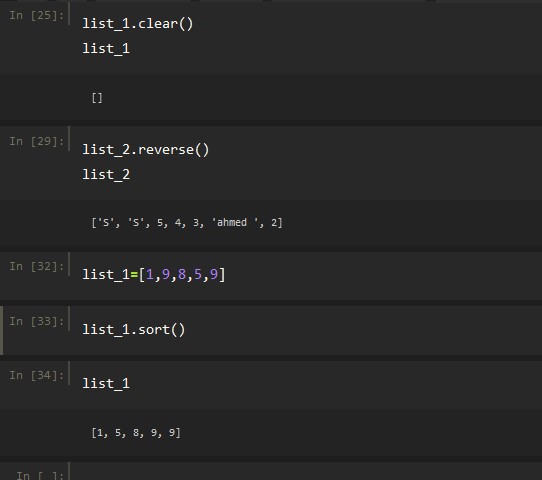 In [25]:
list_1.clear()
list_1
[]
In [29]:
list_2.reverse()
list_2
['S', 'S', 5, 4, 3, 'ahmed ', 2]
In [32]:
list_1=[1,9,8,5,9]
In [33]:
list_1.sort()
In [34]:
list_1
[1, 5, 8, 9, 9]
In [ ]: